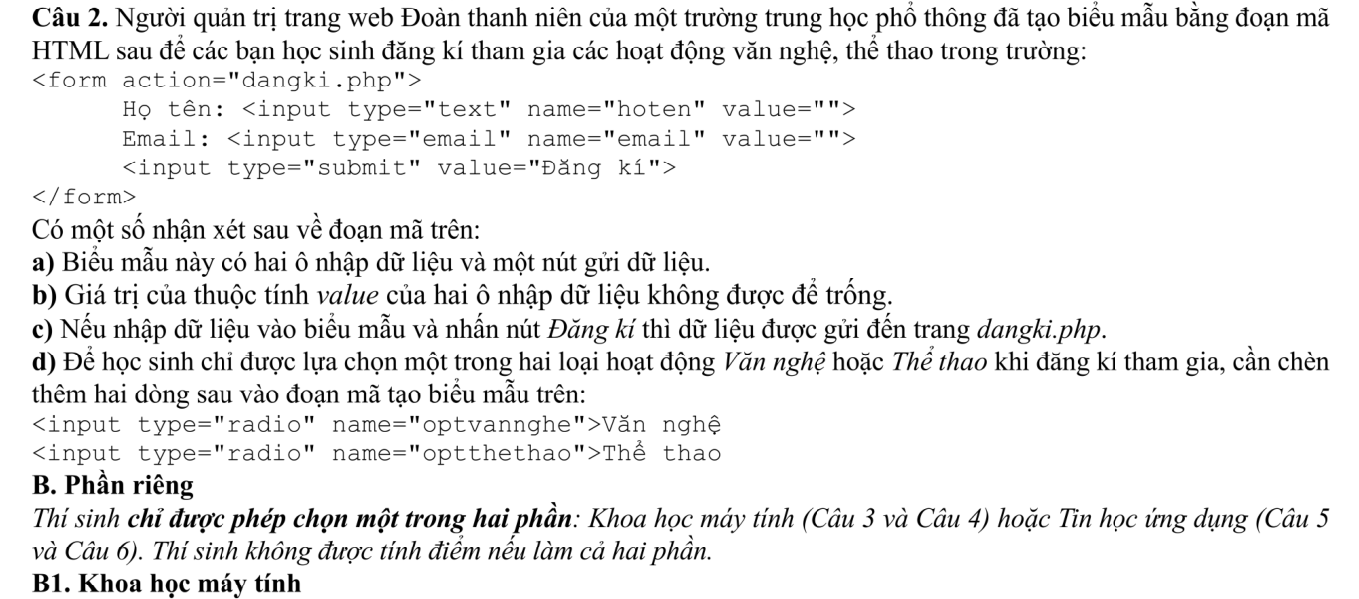 Câu 2. Người quản trị trang web Đoàn thanh niên của một trường trung học phổ thông đã tạo biểu mẫu bằng đoạn mã
HTML sau để các bạn học sinh đăng kí tham gia các hoạt động văn nghệ, thể thao trong trường:
<form action="dangki.php">
Họ tên: <input type="text" name="hoten" value="">
Email: <input type="email" name="email" value="">
<input type="submit" value="Đăng kí">
</form>
Có một số nhận xét sau về đoạn mã trên:
a) Biểu mẫu này có hai ô nhập dữ liệu và một nút gửi dữ liệu.
b) Giá trị của thuộc tính value của hai ô nhập dữ liệu không được để trống.
c) Nếu nhập dữ liệu vào biểu mẫu và nhấn nút Đăng kí thì dữ liệu được gửi đến trang dangki.php.
d) Để học sinh chỉ được lựa chọn một trong hai loại hoạt động Văn nghệ hoặc Thể thao khi đăng kí tham gia, cần chèn
thêm hai dòng sau vào đoạn mã tạo biểu mẫu trên:
<input type="radio" name="optvannghe">Văn nghệ
<input type="radio" name="optthethao">Thể thao
B. Phần riêng
Thí sinh chỉ được phép chọn một trong hai phần: Khoa học máy tính (Câu 3 và Câu 4) hoặc Tin học ứng dụng (Câu 5
và Câu 6). Thí sinh không được tính điểm nếu làm cả hai phần.
B1. Khoa học máy tính